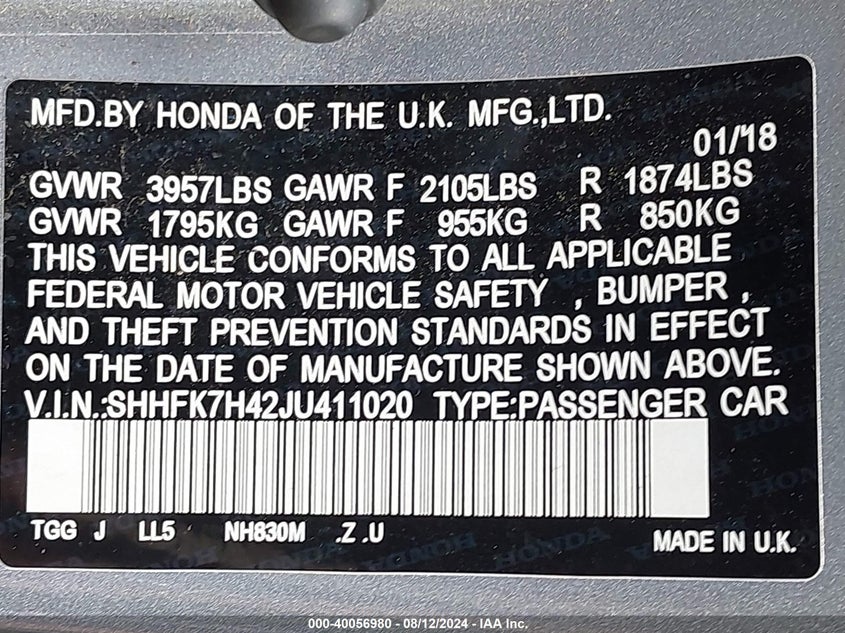 MFD.BY HONDA OF THE U.K. MFG.,LTD.
01/'18
GVWR 3957LBS GAWR F 2105LBS R 1874LBS
GVWR 1795KG GAWR F 955KG R 850KG
THIS VEHICLE CONFORMS TO ALL APPLICABLE
FEDERAL MOTOR VEHICLE SAFETY , BUMPER ,
AND THEFT PREVENTION STANDARDS IN EFFECT
ON THE DATE OF MANUFACTURE SHOWN ABOVE.
V.I.N.:SHHFK7H42JU411020 TYPE:PASSENGER CAR
TGG J LL5 NH830M .Z .U
MADE IN U.K.
000-40056980 - 08/12/2024 - IAA Inc.